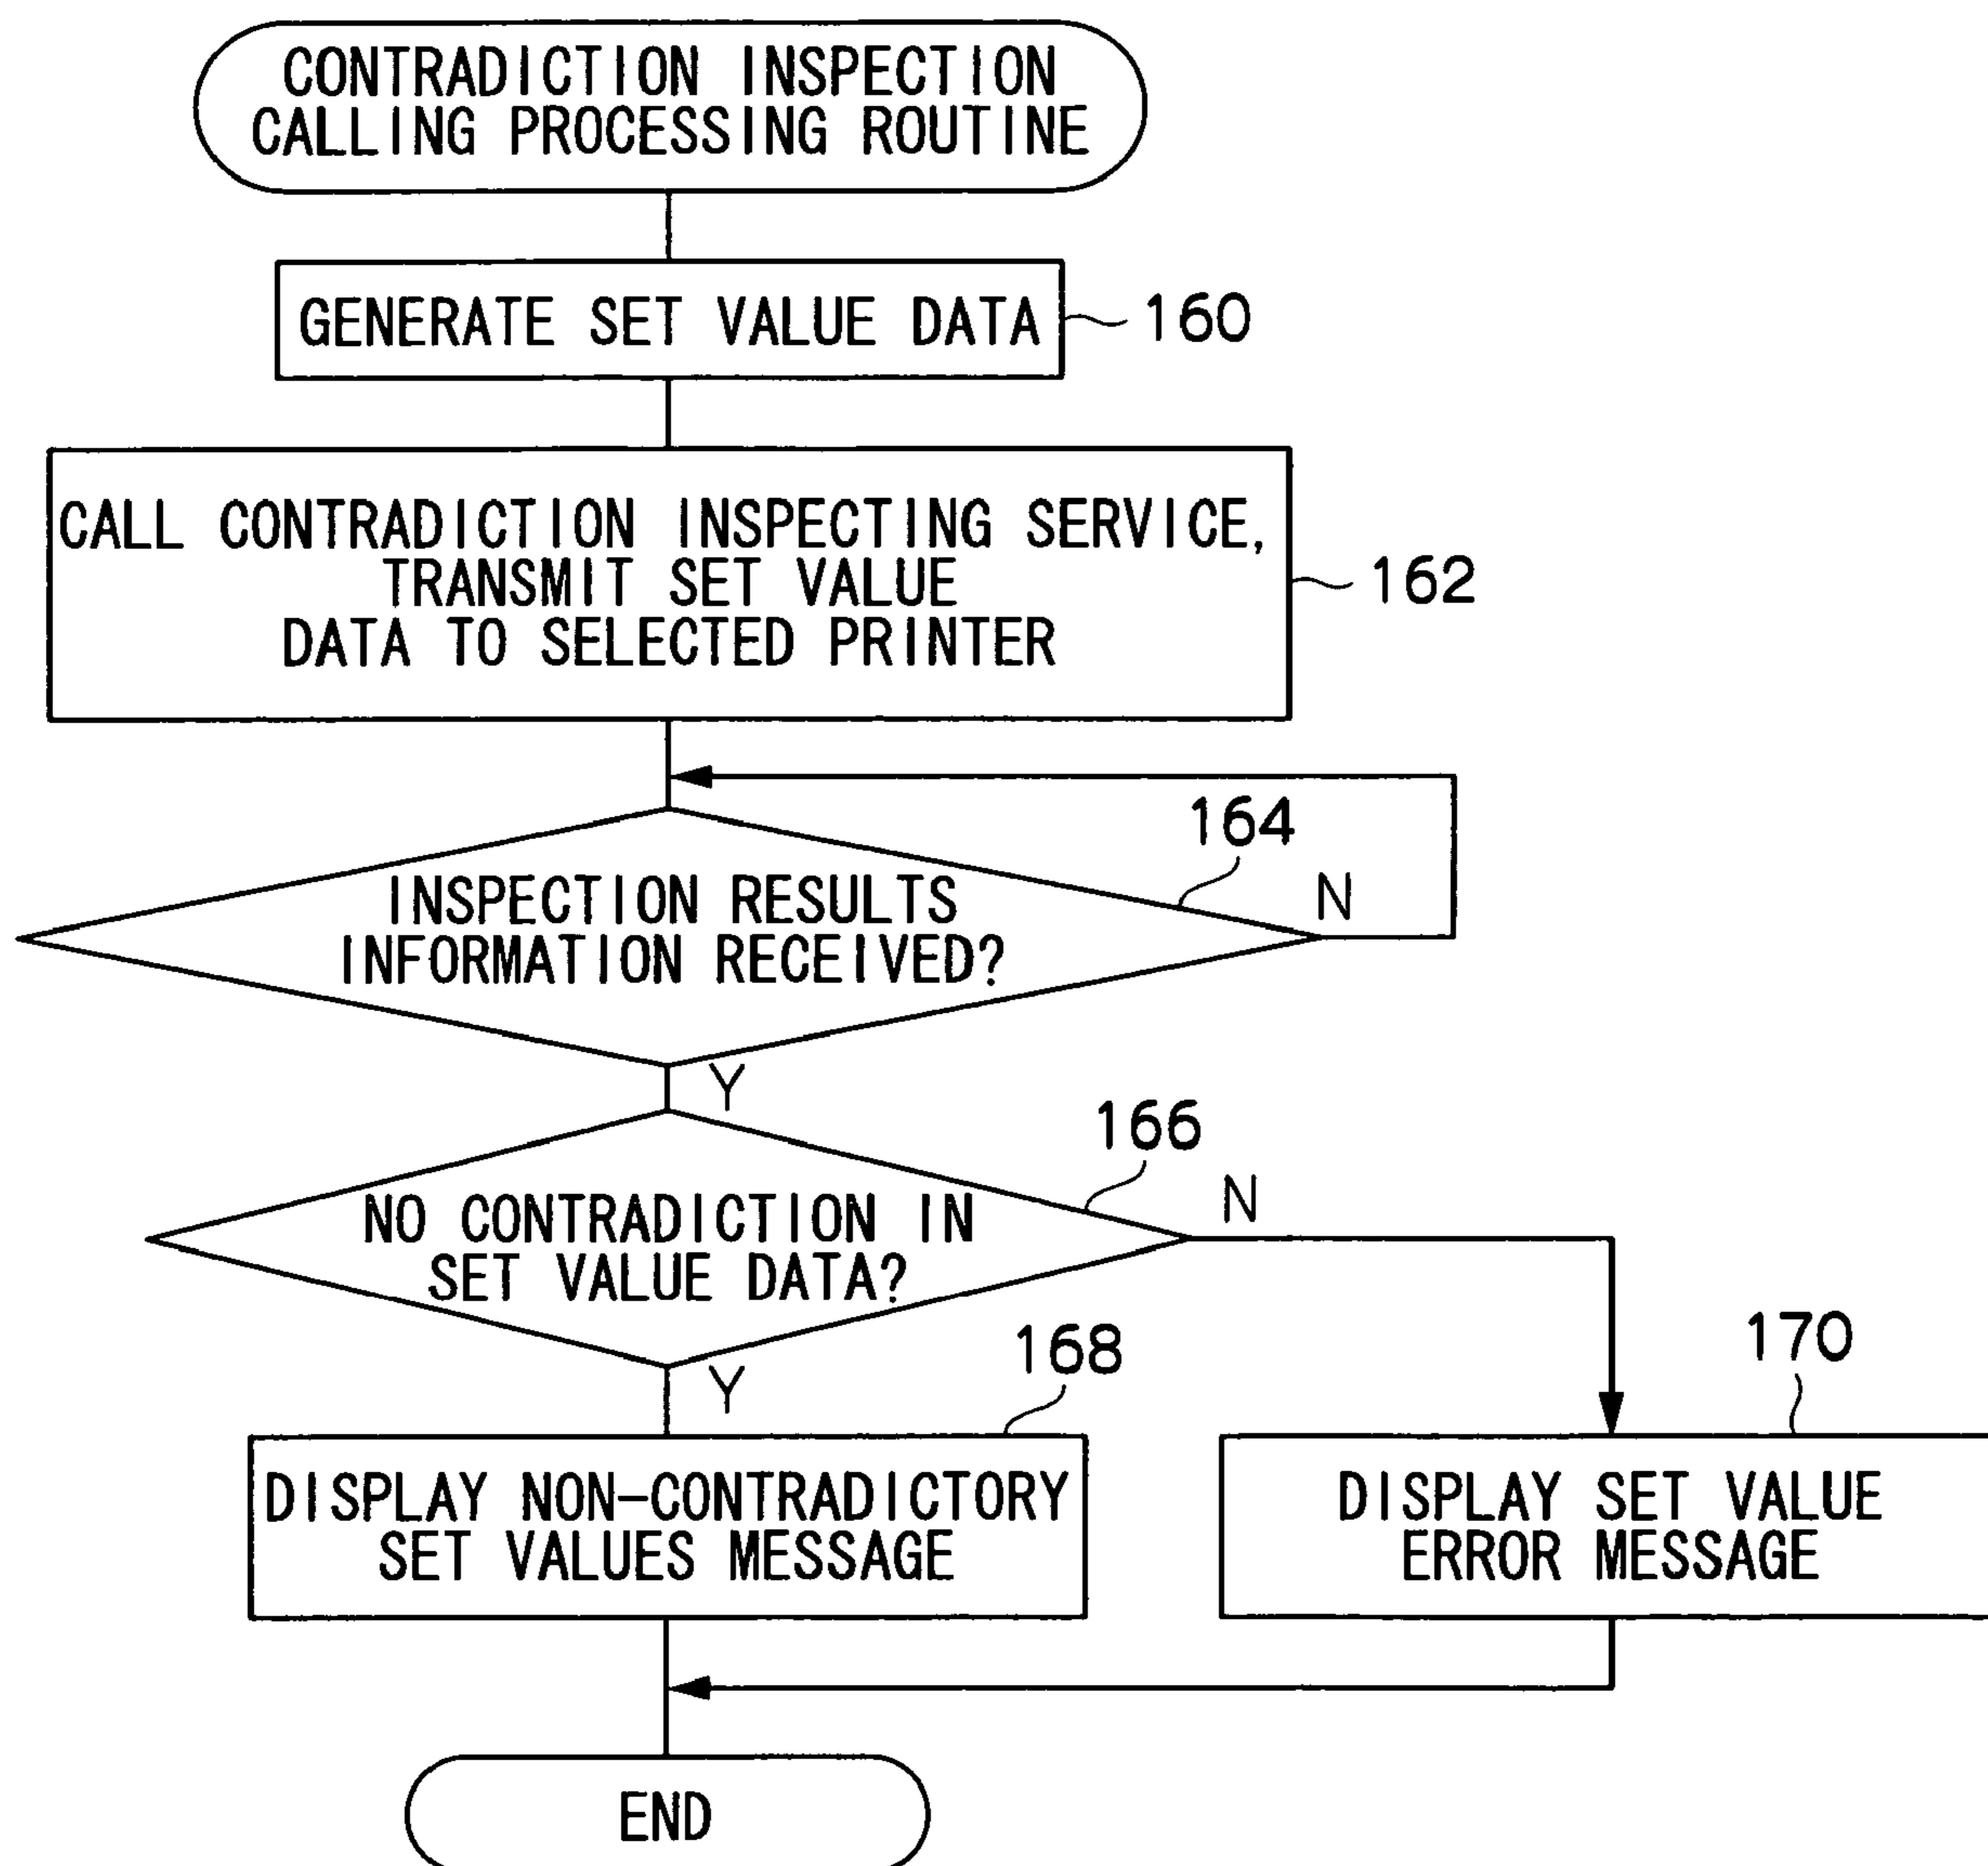 CONTRADICTION INSPECTION
CALLING PROCESSING ROUTINE
GENERATE SET VALUE DATA
160
CALL CONTRADICTION INSPECTING SERVICE,
TRANSMIT SET VALUE
DATA TO SELECTED PRINTER
162
164
INSPECTION RESULTS
INFORMATION RECEIVED?
N
Y
166
NO CONTRADICTION IN
SET VALUE DATA?
N
Y
168
DISPLAY NON-CONTRADICTORY
SET VALUES MESSAGE
170
DISPLAY SET VALUE
ERROR MESSAGE
END